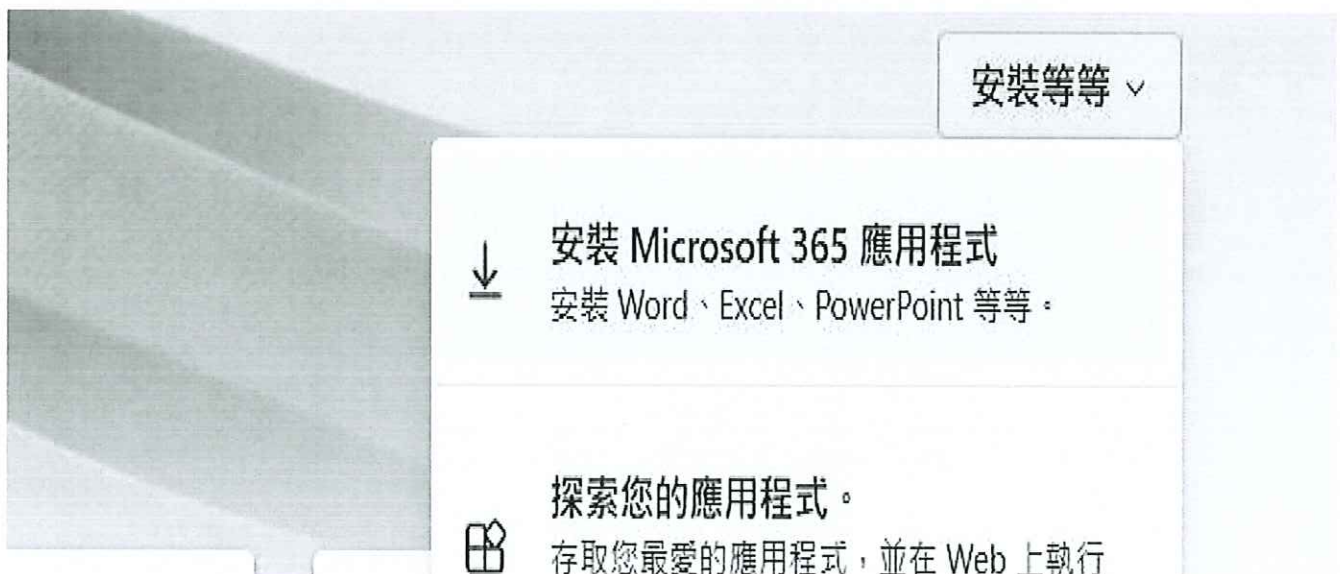 安裝等等
安裝 Microsoft 365 應用程式
安裝 Word、Excel、PowerPoint 等等。
探索您的應用程式。
存取您最愛的應用程式，並在 Web 上執行